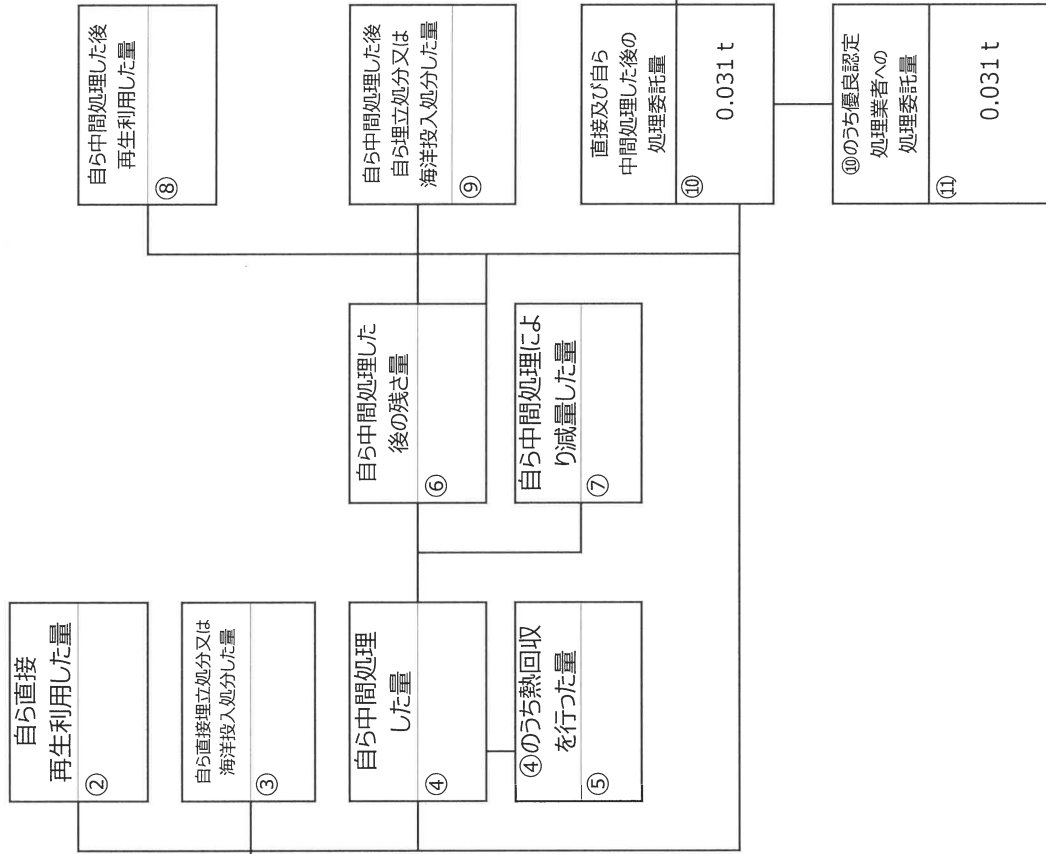 自ら直接
再生利用した量
②
自ら直接埋立処分又は
海洋投入処分した量
③
自ら中間処理
した量
④
④のうち熱回収
を行った量
⑤
自ら中間処理した
後の残さ量
⑥
自ら中間処理によ
り減量した量
⑦
自ら中間処理した後
再生利用した量
⑧
自ら中間処理した後
自ら埋立処分又は
海洋投入処分した量
⑨
直接及び自ら
中間処理した後の
処理委託量
⑩
0.031 t
⑩のうち優良認定
処理業者への
処理委託量
⑪
0.031 t